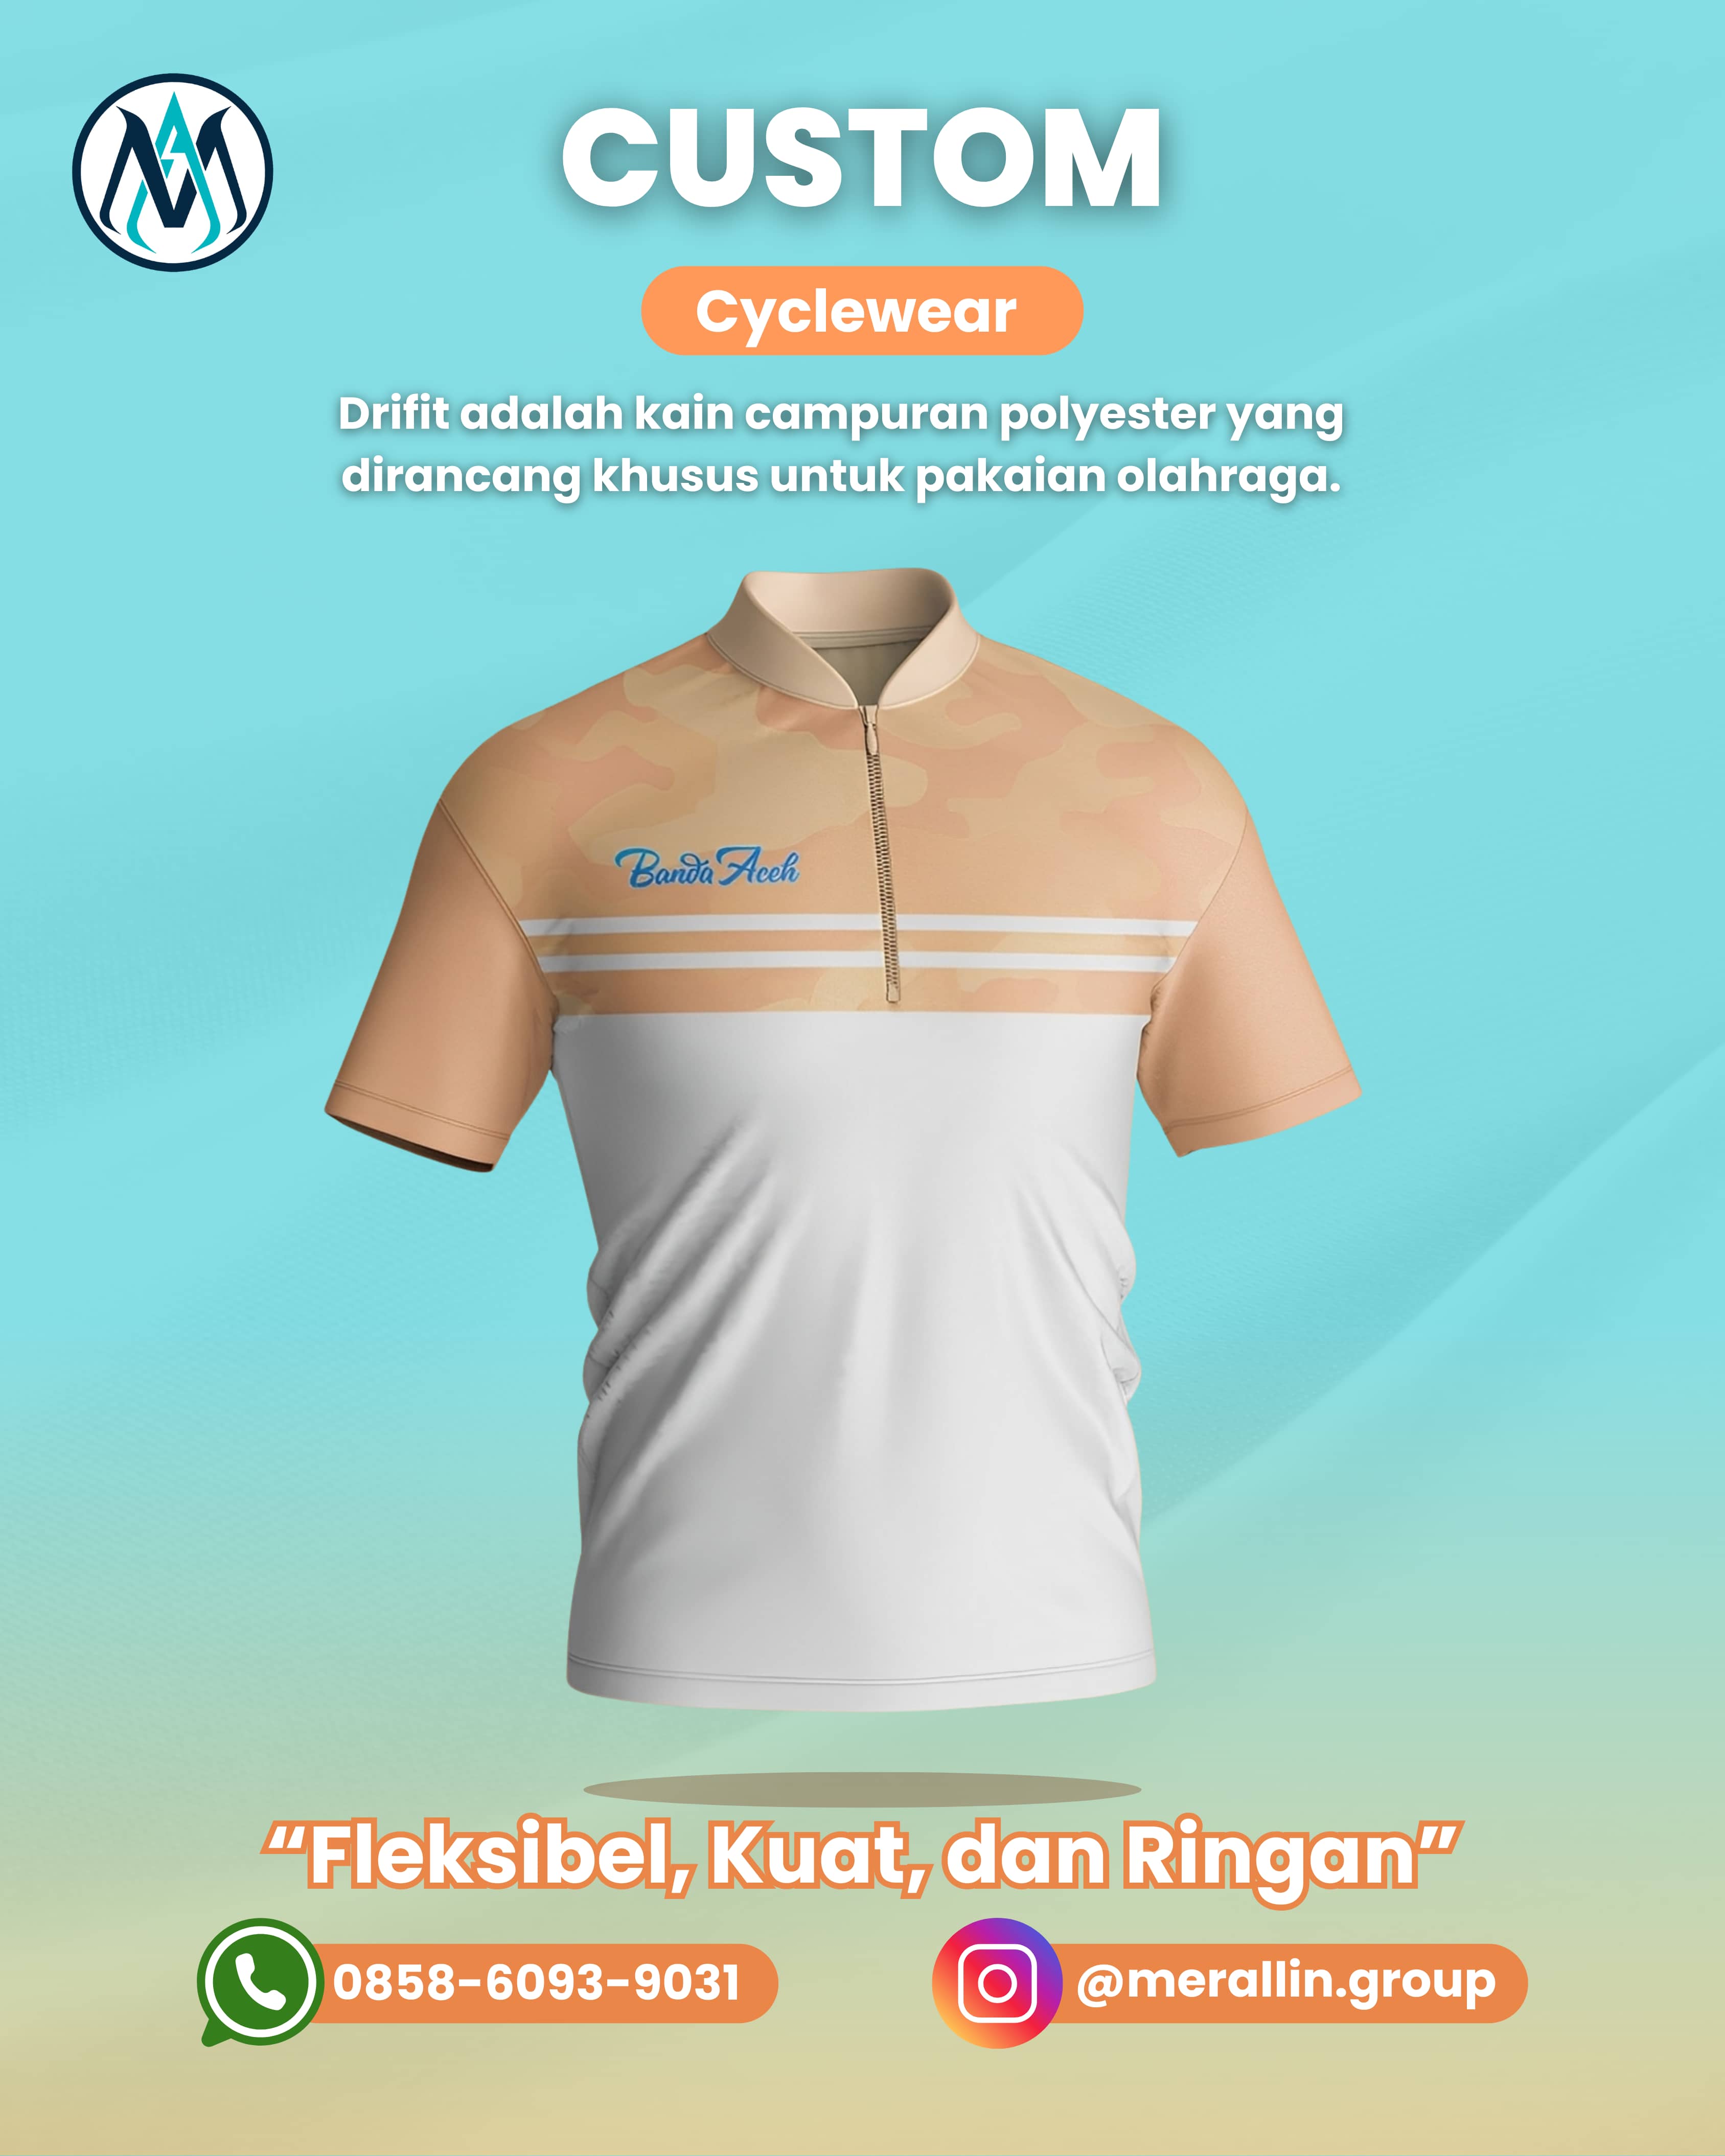 CUSTOM
Cyclewear
Drifit adalah kain campuran polyester yang
dirancang khusus untuk pakaian olahraga.
Banda Aceh
“Fleksibel, Kuat, dan Ringan”
0858-6093-9031
@merallin.group